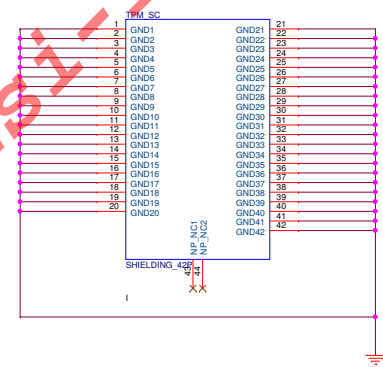 TPM_SC
1 GND1 GND21 21
2 GND2 GND22 22
3 GND3 GND23 23
4 GND4 GND24 24
5 GND5 GND25 25
6 GND6 GND26 26
7 GND7 GND27 27
8 GND8 GND28 28
9 GND9 GND29 29
10 GND10 GND30 30
11 GND11 GND31 31
12 GND12 GND32 32
13 GND13 GND33 33
14 GND14 GND34 34
15 GND15 GND35 35
16 GND16 GND36 36
17 GND17 GND37 37
18 GND18 GND38 38
19 GND19 GND39 39
20 GND20 GND40 40
GND41 41
GND42 42
NP_NC1
NP_NC2
SHIELDING_42P
43
44
I
si-